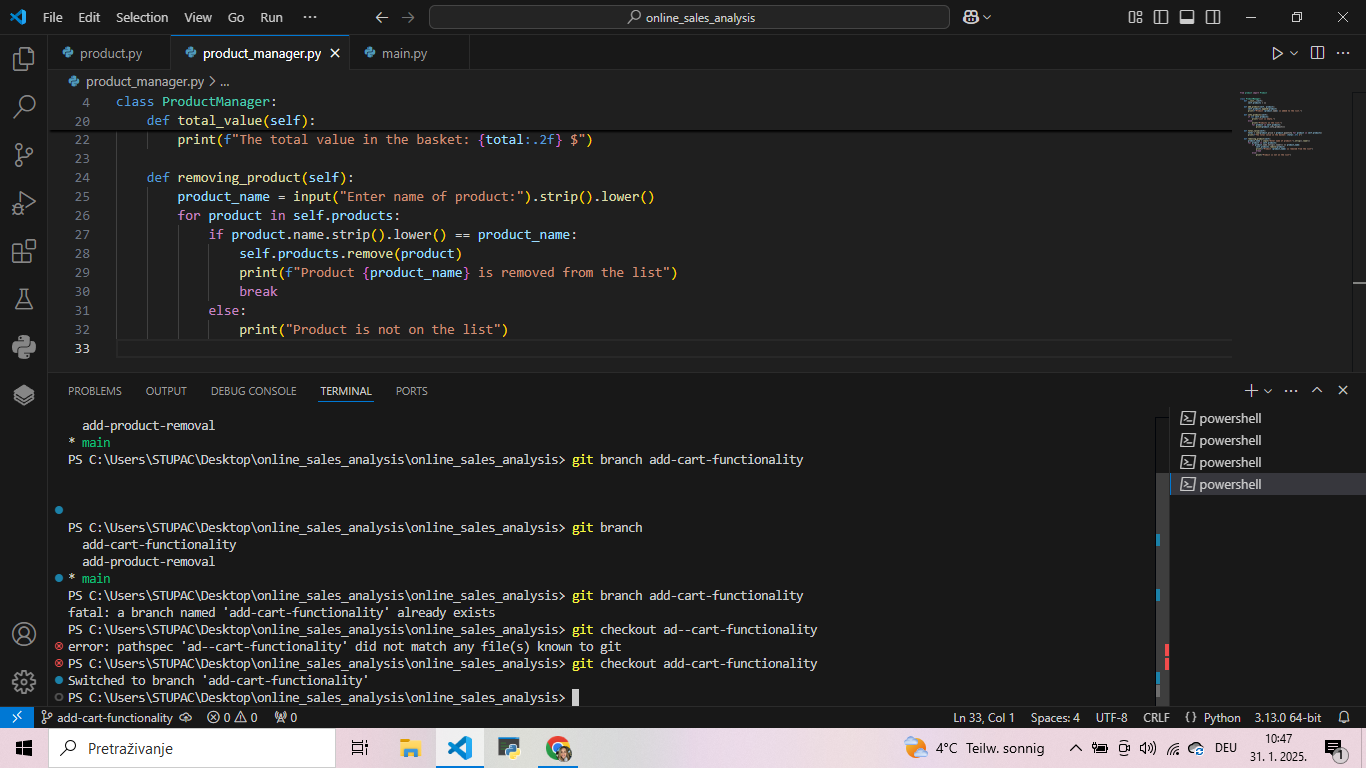 File Edit Selection View Go Run ··· online_sales_analysis
product.py product_manager.py main.py
product_manager.py > ...
4 class ProductManager:
20 def total_value(self):
22 print(f"The total value in the basket: {total:.2f} $")
23
24 def removing_product(self):
25 product_name = input("Enter name of product:").strip().lower()
26 for product in self.products:
27 if product.name.strip().lower() == product_name:
28 self.products.remove(product)
29 print(f"Product {product_name} is removed from the list")
30 break
31 else:
32 print("Product is not on the list")
33
PROBLEMS OUTPUT DEBUG CONSOLE TERMINAL PORTS
add-product-removal
* main
PS C:\Users\STUPAC\Desktop\online_sales_analysis\online_sales_analysis> git branch add-cart-functionality
PS C:\Users\STUPAC\Desktop\online_sales_analysis\online_sales_analysis> git branch
add-cart-functionality
add-product-removal
* main
PS C:\Users\STUPAC\Desktop\online_sales_analysis\online_sales_analysis> git branch add-cart-functionality
fatal: a branch named 'add-cart-functionality' already exists
PS C:\Users\STUPAC\Desktop\online_sales_analysis\online_sales_analysis> git checkout ad--cart-functionality
error: pathspec 'ad--cart-functionality' did not match any file(s) known to git
PS C:\Users\STUPAC\Desktop\online_sales_analysis\online_sales_analysis> git checkout add-cart-functionality
Switched to branch 'add-cart-functionality'
PS C:\Users\STUPAC\Desktop\online_sales_analysis\online_sales_analysis>
powershell
powershell
powershell
powershell
add-cart-functionality 0 0 0 Ln 33, Col 1 Spaces: 4 UTF-8 CRLF {} Python 3.13.0 64-bit
Pretraživanje 4°C Teilw. sonnig DEU 10:47
31. 1. 2025. 1